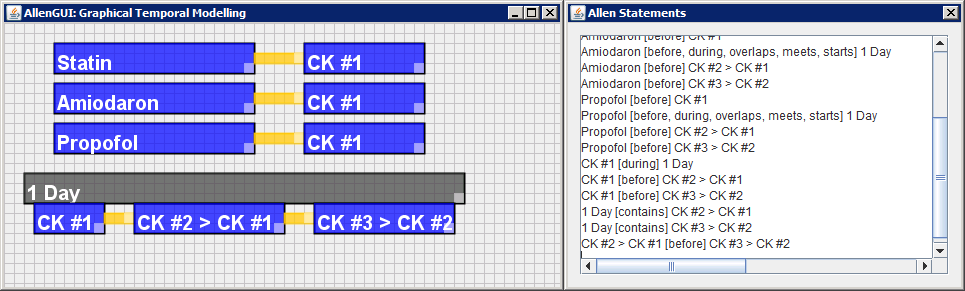 AllenGUI: Graphical Temporal Modelling
Statin
CK #1
Amiodaron
CK #1
Propofol
CK #1
1 Day
CK #1
CK #2 > CK #1
CK #3 > CK #2
Allen Statements
Amiodaron [before] CK #1
Amiodaron [before, during, overlaps, meets, starts] 1 Day
Amiodaron [before] CK #2 > CK #1
Amiodaron [before] CK #3 > CK #2
Propofol [before] CK #1
Propofol [before, during, overlaps, meets, starts] 1 Day
Propofol [before] CK #2 > CK #1
Propofol [before] CK #3 > CK #2
CK #1 [during] 1 Day
CK #1 [before] CK #2 > CK #1
CK #1 [before] CK #3 > CK #2
1 Day [contains] CK #2 > CK #1
1 Day [contains] CK #3 > CK #2
CK #2 > CK #1 [before] CK #3 > CK #2